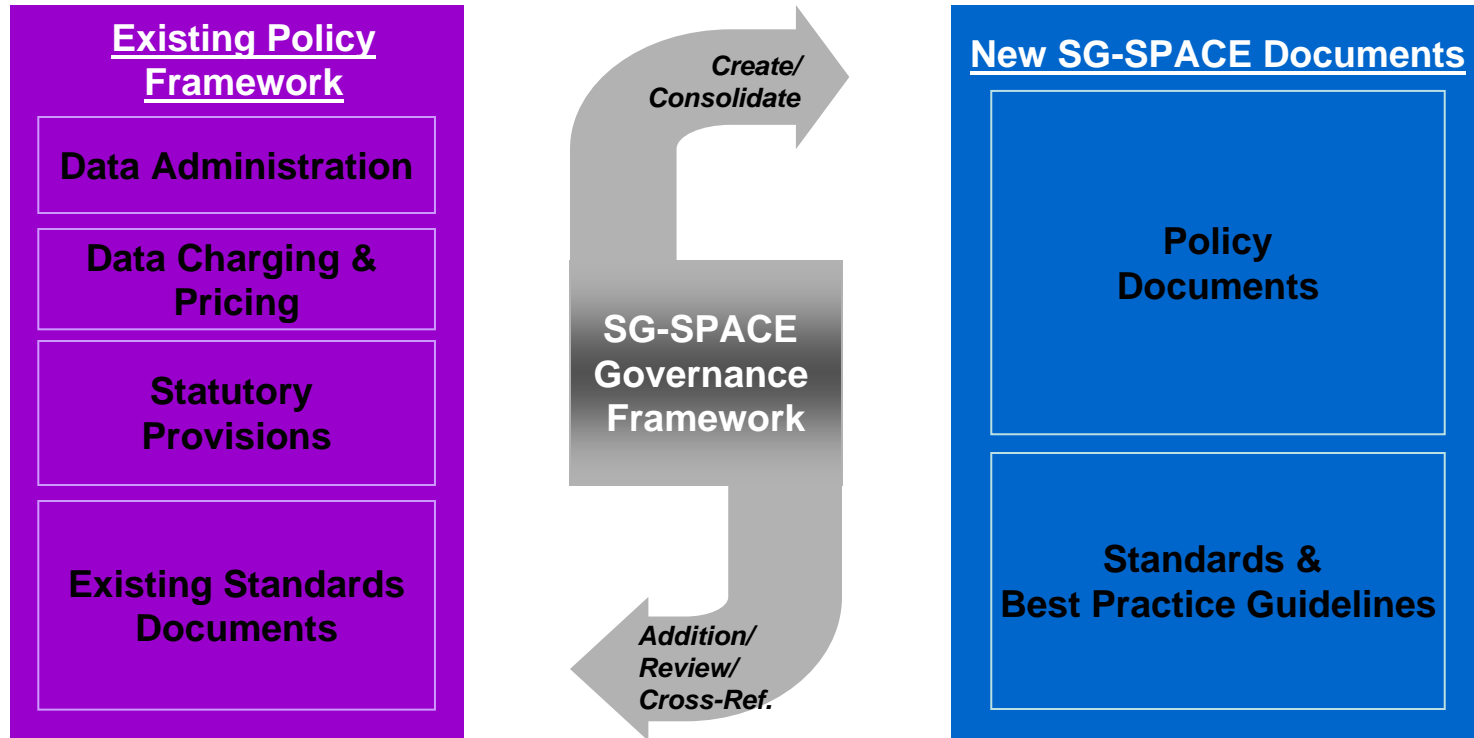 Existing Policy
Framework
Data Administration
Data Charging &
Pricing
Statutory
Provisions
Existing Standards
Documents
Create/
Consolidate
SG-SPACE
Governance
Framework
Addition/
Review/
Cross-Ref.
New SG-SPACE Documents
Policy
Documents
Standards &
Best Practice Guidelines